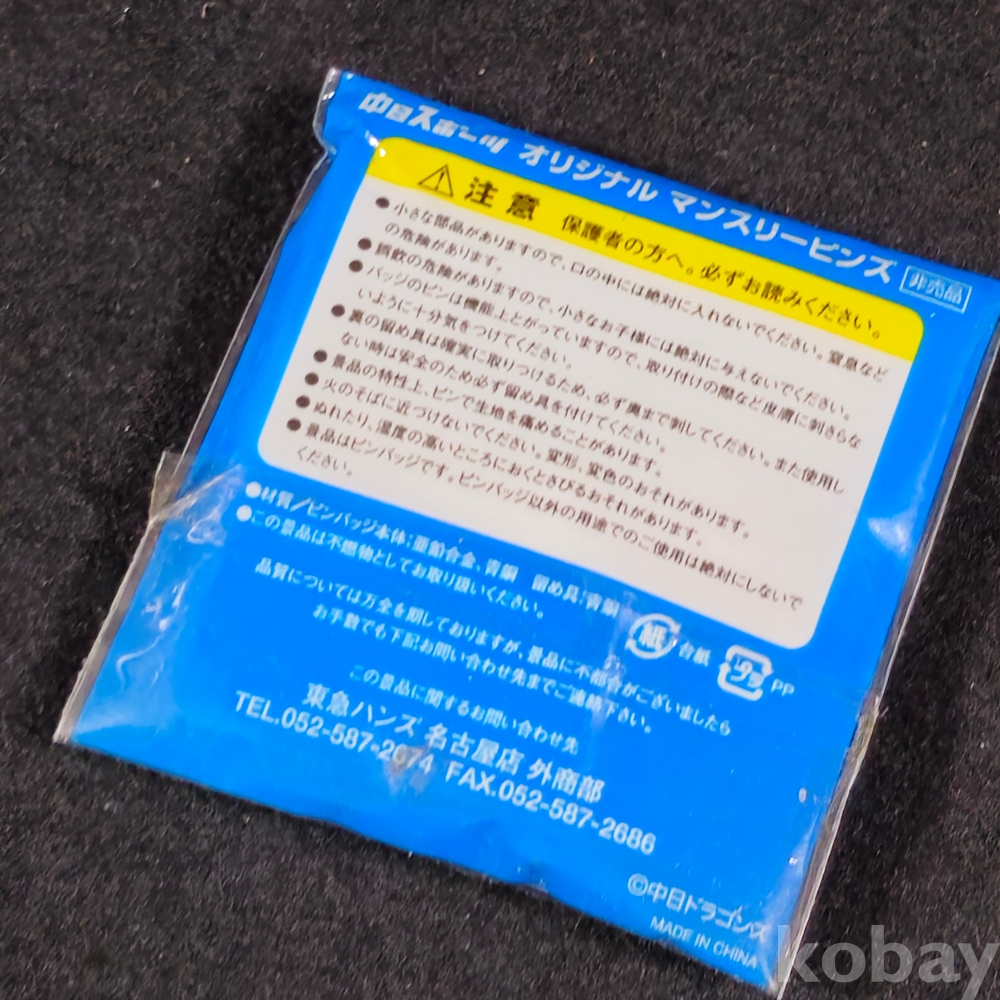 中日スポーツ オリジナル マンスリーピンズ 非売品
⚠注意 保護者の方へ。必ずお読みください。
●小さな部品がありますので、口の中には絶対に入れないでください。窒息など
の危険があります。
●誤飲の危険がありますので、小さなお子様には絶対に与えないでください。
●バッジのピンは機能上とがっていますので、取り付けの際など皮膚に刺さらな
いように十分気をつけてください。
●裏の留め具は確実に取りつけるため、必ず奥まで刺してください。また使用し
ない時は安全のため必ず留め具を付けてください。
●景品の特性上、ピンで生地を痛めることがあります。
●火のそばに近づけないでください。変形、変色のおそれがあります。
●ぬれたり、湿度の高いところにおくとさびるおそれがあります。
●景品はピンバッジです。ピンバッジ以外の用途でのご使用は絶対にしないで
ください。
●材質/ピンバッジ本体:亜鉛合金、青銅 留め具:青銅
●この景品は不燃物としてお取り扱いください。
紙 台紙 プラ PP
品質については万全を期しておりますが、景品に不都合がございましたら
お手数でも下記お問い合わせ先までご連絡下さい。
この景品に関するお問い合わせ先
東急ハンズ 名古屋店 外商部
TEL.052-587-2674 FAX.052-587-2686
©中日ドラゴンズ
MADE IN CHINA
kobay